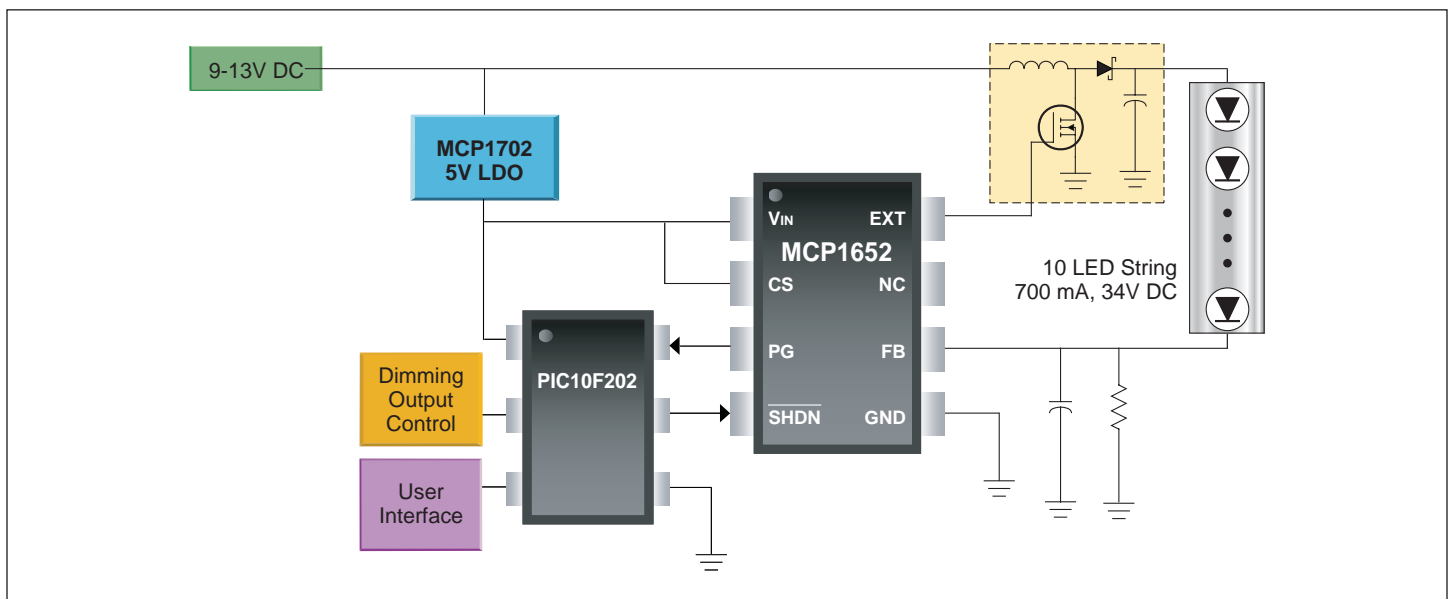 9-13V DC
MCP1702
5V LDO
VIN
EXT
MCP1652
CS
NC
PG
FB
SHDN
GND
10 LED String
700 mA, 34V DC
PIC10F202
Dimming
Output
Control
User
Interface